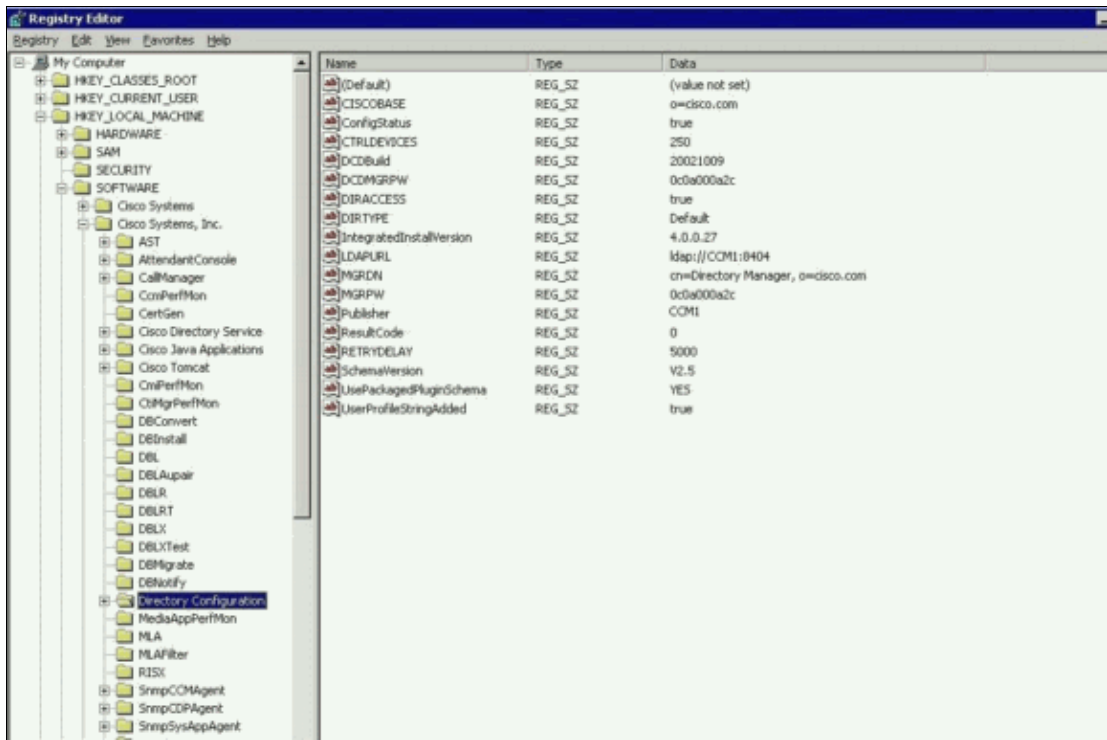 Registry Editor
Registry Edit View Favorites Help
My Computer
HKEY_CLASSES_ROOT
HKEY_CURRENT_USER
HKEY_LOCAL_MACHINE
HARDWARE
SAM
SECURITY
SOFTWARE
Cisco Systems
Cisco Systems, Inc.
AST
AttendantConsole
CallManager
CcmPerfMon
CertGen
Cisco Directory Service
Cisco Java Applications
Cisco Tomcat
CmiPerfMon
CtiMgrPerfMon
DBConvert
DBInstall
DBL
DBLAupair
DBLR
DBLRT
DBLX
DBLXTest
DBMigrate
DBNotify
Directory Configuration
MediaAppPerfMon
MLA
MLAFilter
RISX
SnmpCCMAgent
SnmpCDPAgent
SnmpSysAppAgent
Name Type Data
(Default) REG_SZ (value not set)
CISCOBASE REG_SZ o=cisco.com
ConfigStatus REG_SZ true
CTRLDEVICES REG_SZ 250
DCDBuild REG_SZ 20021009
DCDMGRPW REG_SZ 0c0a000a2c
DIRACCESS REG_SZ true
DIRTYPE REG_SZ Default
IntegratedInstallVersion REG_SZ 4.0.0.27
LDAPURL REG_SZ ldap://CCM1:8404
MGRDN REG_SZ cn=Directory Manager, o=cisco.com
MGRPW REG_SZ 0c0a000a2c
Publisher REG_SZ CCM1
ResultCode REG_SZ 0
RETRYDELAY REG_SZ 5000
SchemaVersion REG_SZ V2.5
UsePackagedPluginSchema REG_SZ YES
UserProfileStringAdded REG_SZ true